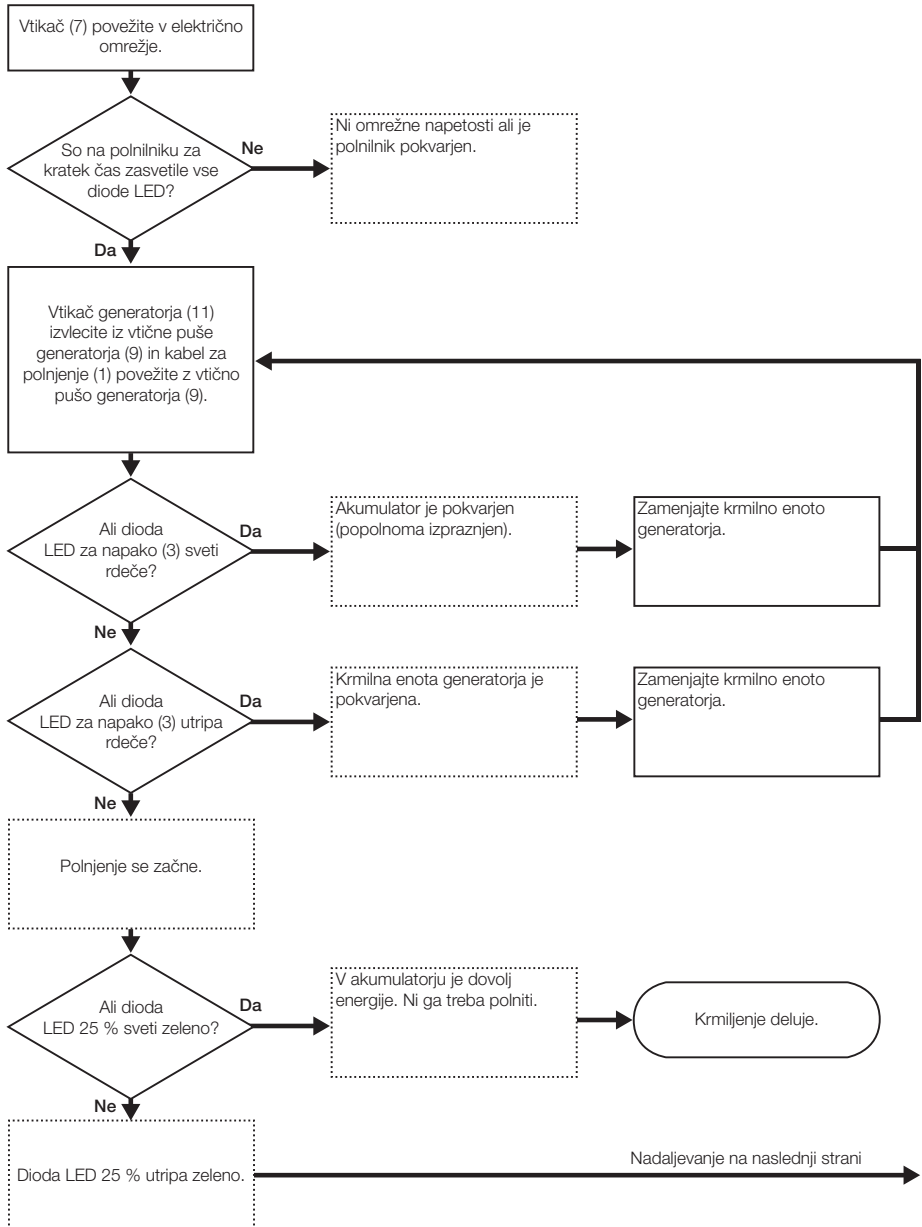 Vtikač (7) povežite v električno
omrežje.
So na polnilniku za
kratek čas zasvetile vse
diode LED?
Ne
Ni omrežne napetosti ali je
polnilnik pokvarjen.
Da
Vtikač generatorja (11)
izvlecite iz vtične puše
generatorja (9) in kabel za
polnjenje (1) povežite z vtično
pušo generatorja (9).
Ali dioda
LED za napako (3) sveti
rdeče?
Da
Akumulator je pokvarjen
(popolnoma izpraznjen).
Zamenjajte krmilno enoto
generatorja.
Ne
Ali dioda
LED za napako (3) utripa
rdeče?
Da
Krmilna enota generatorja je
pokvarjena.
Zamenjajte krmilno enoto
generatorja.
Ne
Polnjenje se začne.
Ali dioda
LED 25 % sveti zeleno?
Da
V akumulatorju je dovolj
energije. Ni ga treba polniti.
Krmiljenje deluje.
Ne
Dioda LED 25 % utripa zeleno.
Nadaljevanje na naslednji strani